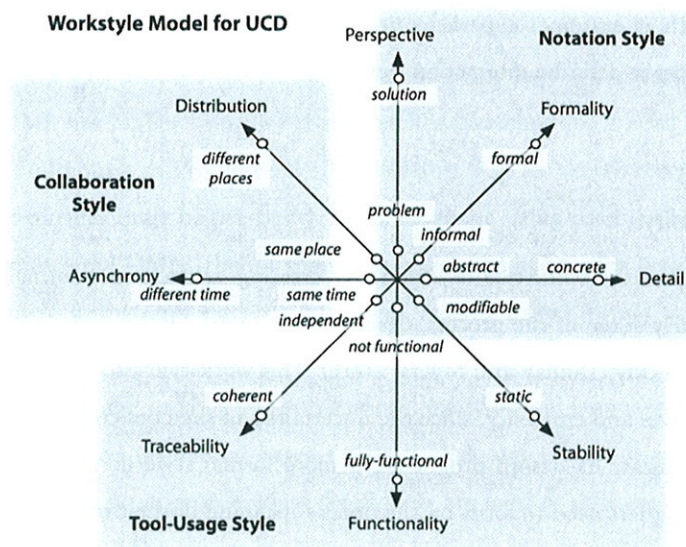 Workstyle Model for UCD
Perspective
Notation Style
solution
Distribution
Formality
different
places
formal
Collaboration
Style
problem
informal
same place
abstract
concrete
Asynchrony
Detail
different time
same time
modifiable
independent
not functional
coherent
static
Traceability
Stability
fully-functional
Tool-Usage Style
Functionality